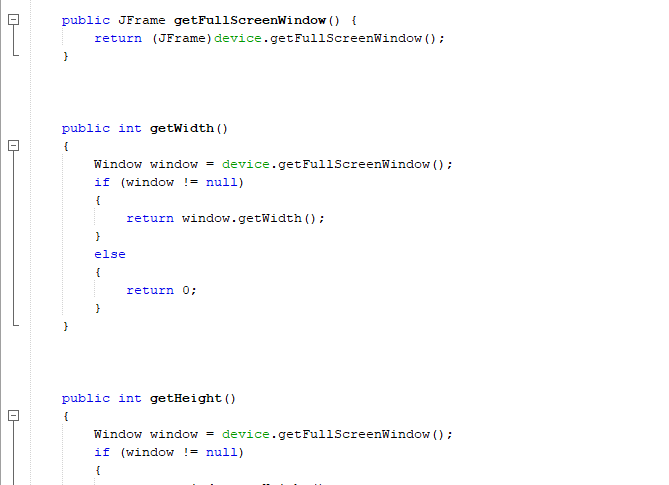 public JFrame getFullScreenWindow() {
return (JFrame)device.getFullScreenWindow();
}
public int getWidth()
{
Window window = device.getFullScreenWindow();
if (window != null)
{
return window.getWidth();
}
else
{
return 0;
}
}
public int getHeight()
{
Window window = device.getFullScreenWindow();
if (window != null)
{